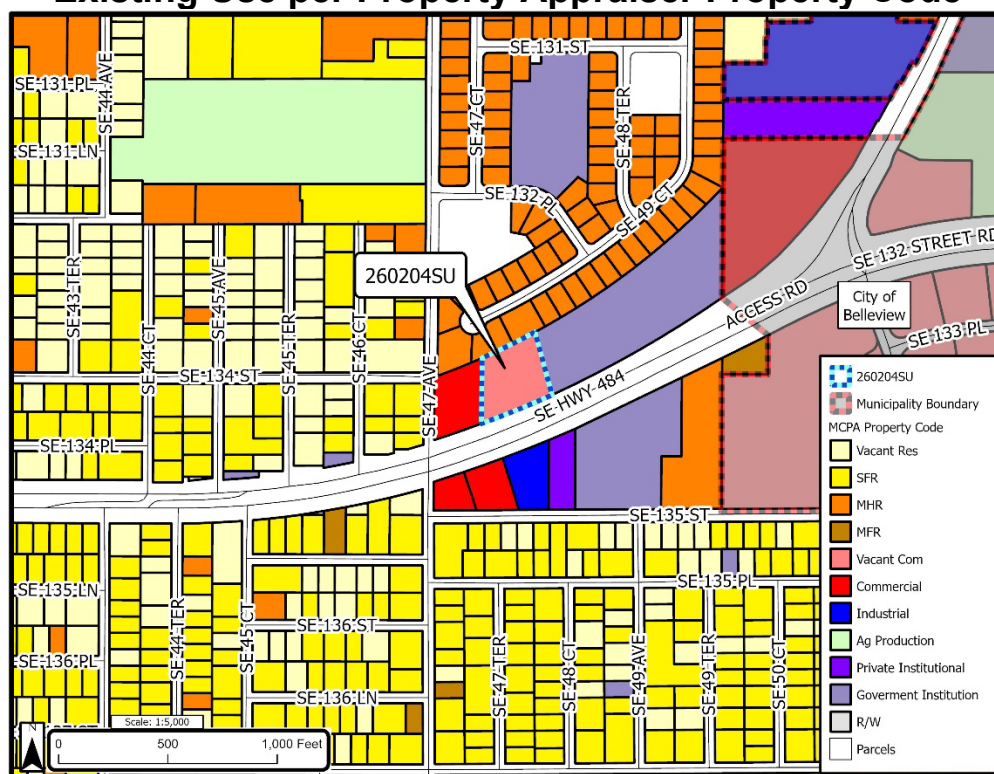 Existing Use per Property Appraiser Property Code
SE 131 ST
SE-131-PL
SE-44-AVE
SE-47-CT
SE-48-TER
SE-131-LN
SE-132-PL
SE-49-CT
SE 132 STREET RD
260204SU
ACCESS RD
City of
Belleview
SE-133 PL
SE-43-TER
SE-44-CT
SE-45-AVE
SE-45-TER
SE-46-CT
SE-47-AVE
SE-134-ST
SE-HWY-484
SE-134-PL
SE-135-ST
SE-135-LN
SE-135-PL
SE-44-TER
SE-45-CT
SE-136-ST
SE-136-PL
SE-136-LN
SE-47-TER
SE-48-CT
SE-49-AVE
SE-49-TER
SE-50-CT
260204SU
Municipality Boundary
MCPA Property Code
Vacant Res
SFR
MHR
MFR
Vacant Com
Commercial
Industrial
Ag Production
Private Institutional
Goverment Institution
R/W
Parcels
Scale: 1:5,000
0 500 1,000 Feet